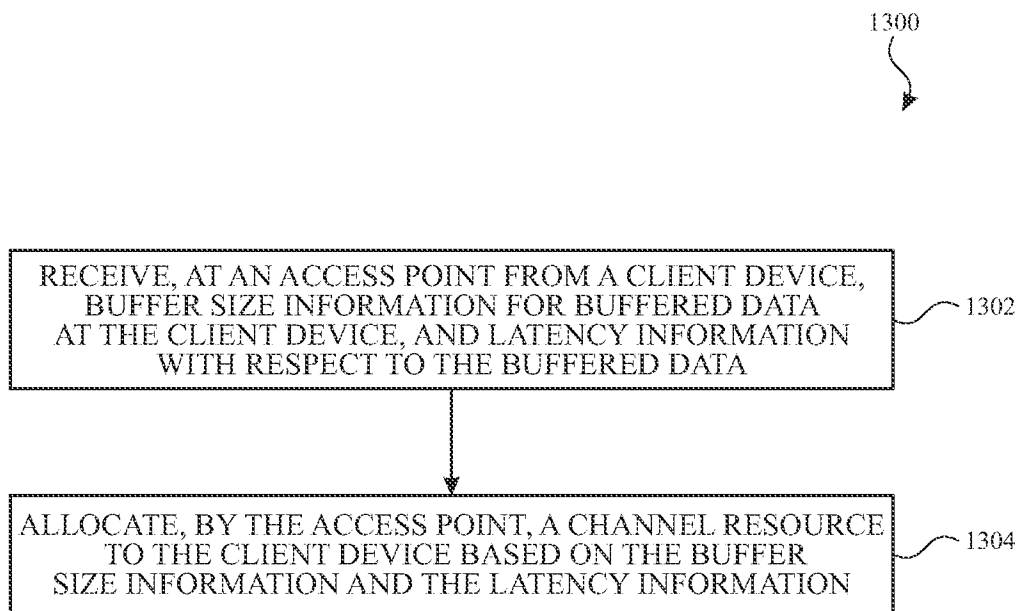 1300
RECEIVE, AT AN ACCESS POINT FROM A CLIENT DEVICE,
BUFFER SIZE INFORMATION FOR BUFFERED DATA
AT THE CLIENT DEVICE, AND LATENCY INFORMATION
WITH RESPECT TO THE BUFFERED DATA
1302
ALLOCATE, BY THE ACCESS POINT, A CHANNEL RESOURCE
TO THE CLIENT DEVICE BASED ON THE BUFFER
SIZE INFORMATION AND THE LATENCY INFORMATION
1304